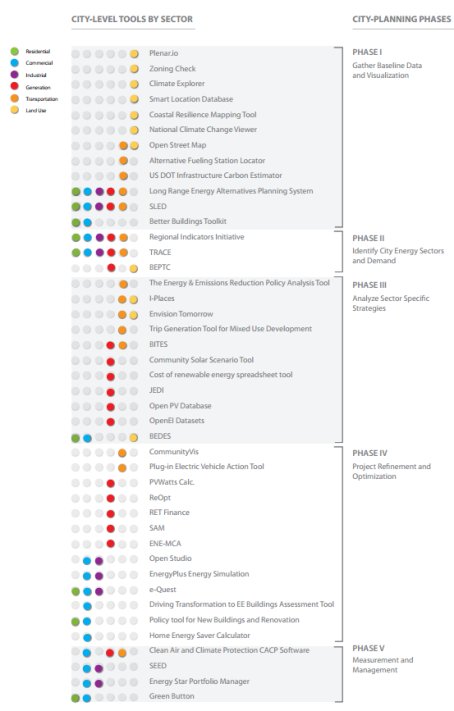 CITY-LEVEL TOOLS BY SECTOR
CITY-PLANNING PHASES
Residential
Commercial
Industrial
Generation
Transportation
Land Use
Plenar.io
Zoning Check
Climate Explorer
Smart Location Database
Coastal Resilience Mapping Tool
National Climate Change Viewer
Open Street Map
Alternative Fueling Station Locator
US DOT Infrastructure Carbon Estimator
Long Range Energy Alternatives Planning System
SLED
Better Buildings Toolkit
PHASE I
Gather Baseline Data
and Visualization
Regional Indicators Initiative
TRACE
BEPTC
PHASE II
Identify City Energy Sectors
and Demand
The Energy & Emissions Reduction Policy Analysis Tool
I-Places
Envision Tomorrow
Trip Generation Tool for Mixed Use Development
BITES
Community Solar Scenario Tool
Cost of renewable energy spreadsheet tool
JEDI
Open PV Database
OpenEI Datasets
BEDES
PHASE III
Analyze Sector Specific
Strategies
CommunityVis
Plug-in Electric Vehicle Action Tool
PVWatts Calc.
ReOpt
RET Finance
SAM
ENE-MCA
Open Studio
EnergyPlus Energy Simulation
e-Quest
Driving Transformation to EE Buildings Assessment Tool
Policy tool for New Buildings and Renovation
Home Energy Saver Calculator
PHASE IV
Project Refinement and
Optimization
Clean Air and Climate Protection CACP Software
SEED
Energy Star Portfolio Manager
Green Button
PHASE V
Measurement and
Management